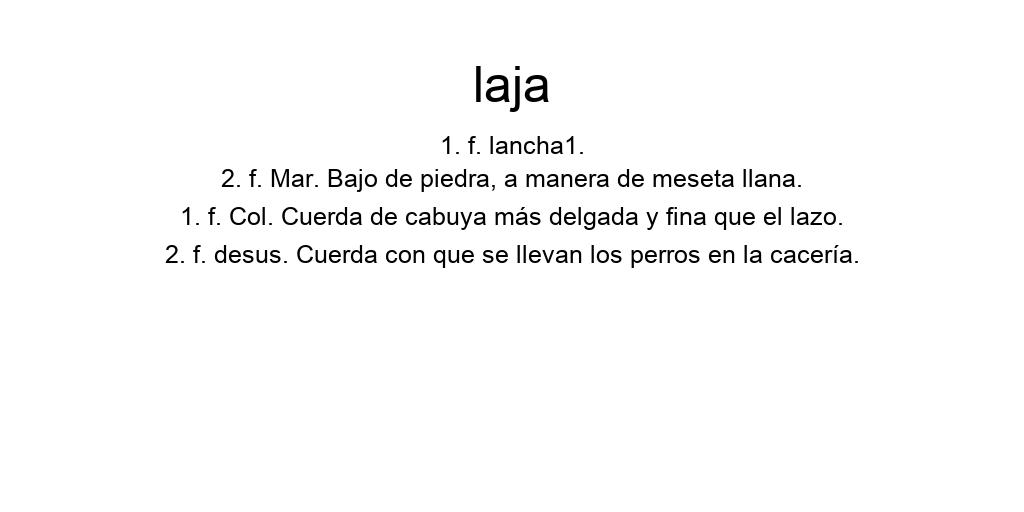 laja
1. f. lancha1.
2. f. Mar. Bajo de piedra, a manera de meseta llana.
1. f. Col. Cuerda de cabuya más delgada y fina que el lazo.
2. f. desus. Cuerda con que se llevan los perros en la cacería.